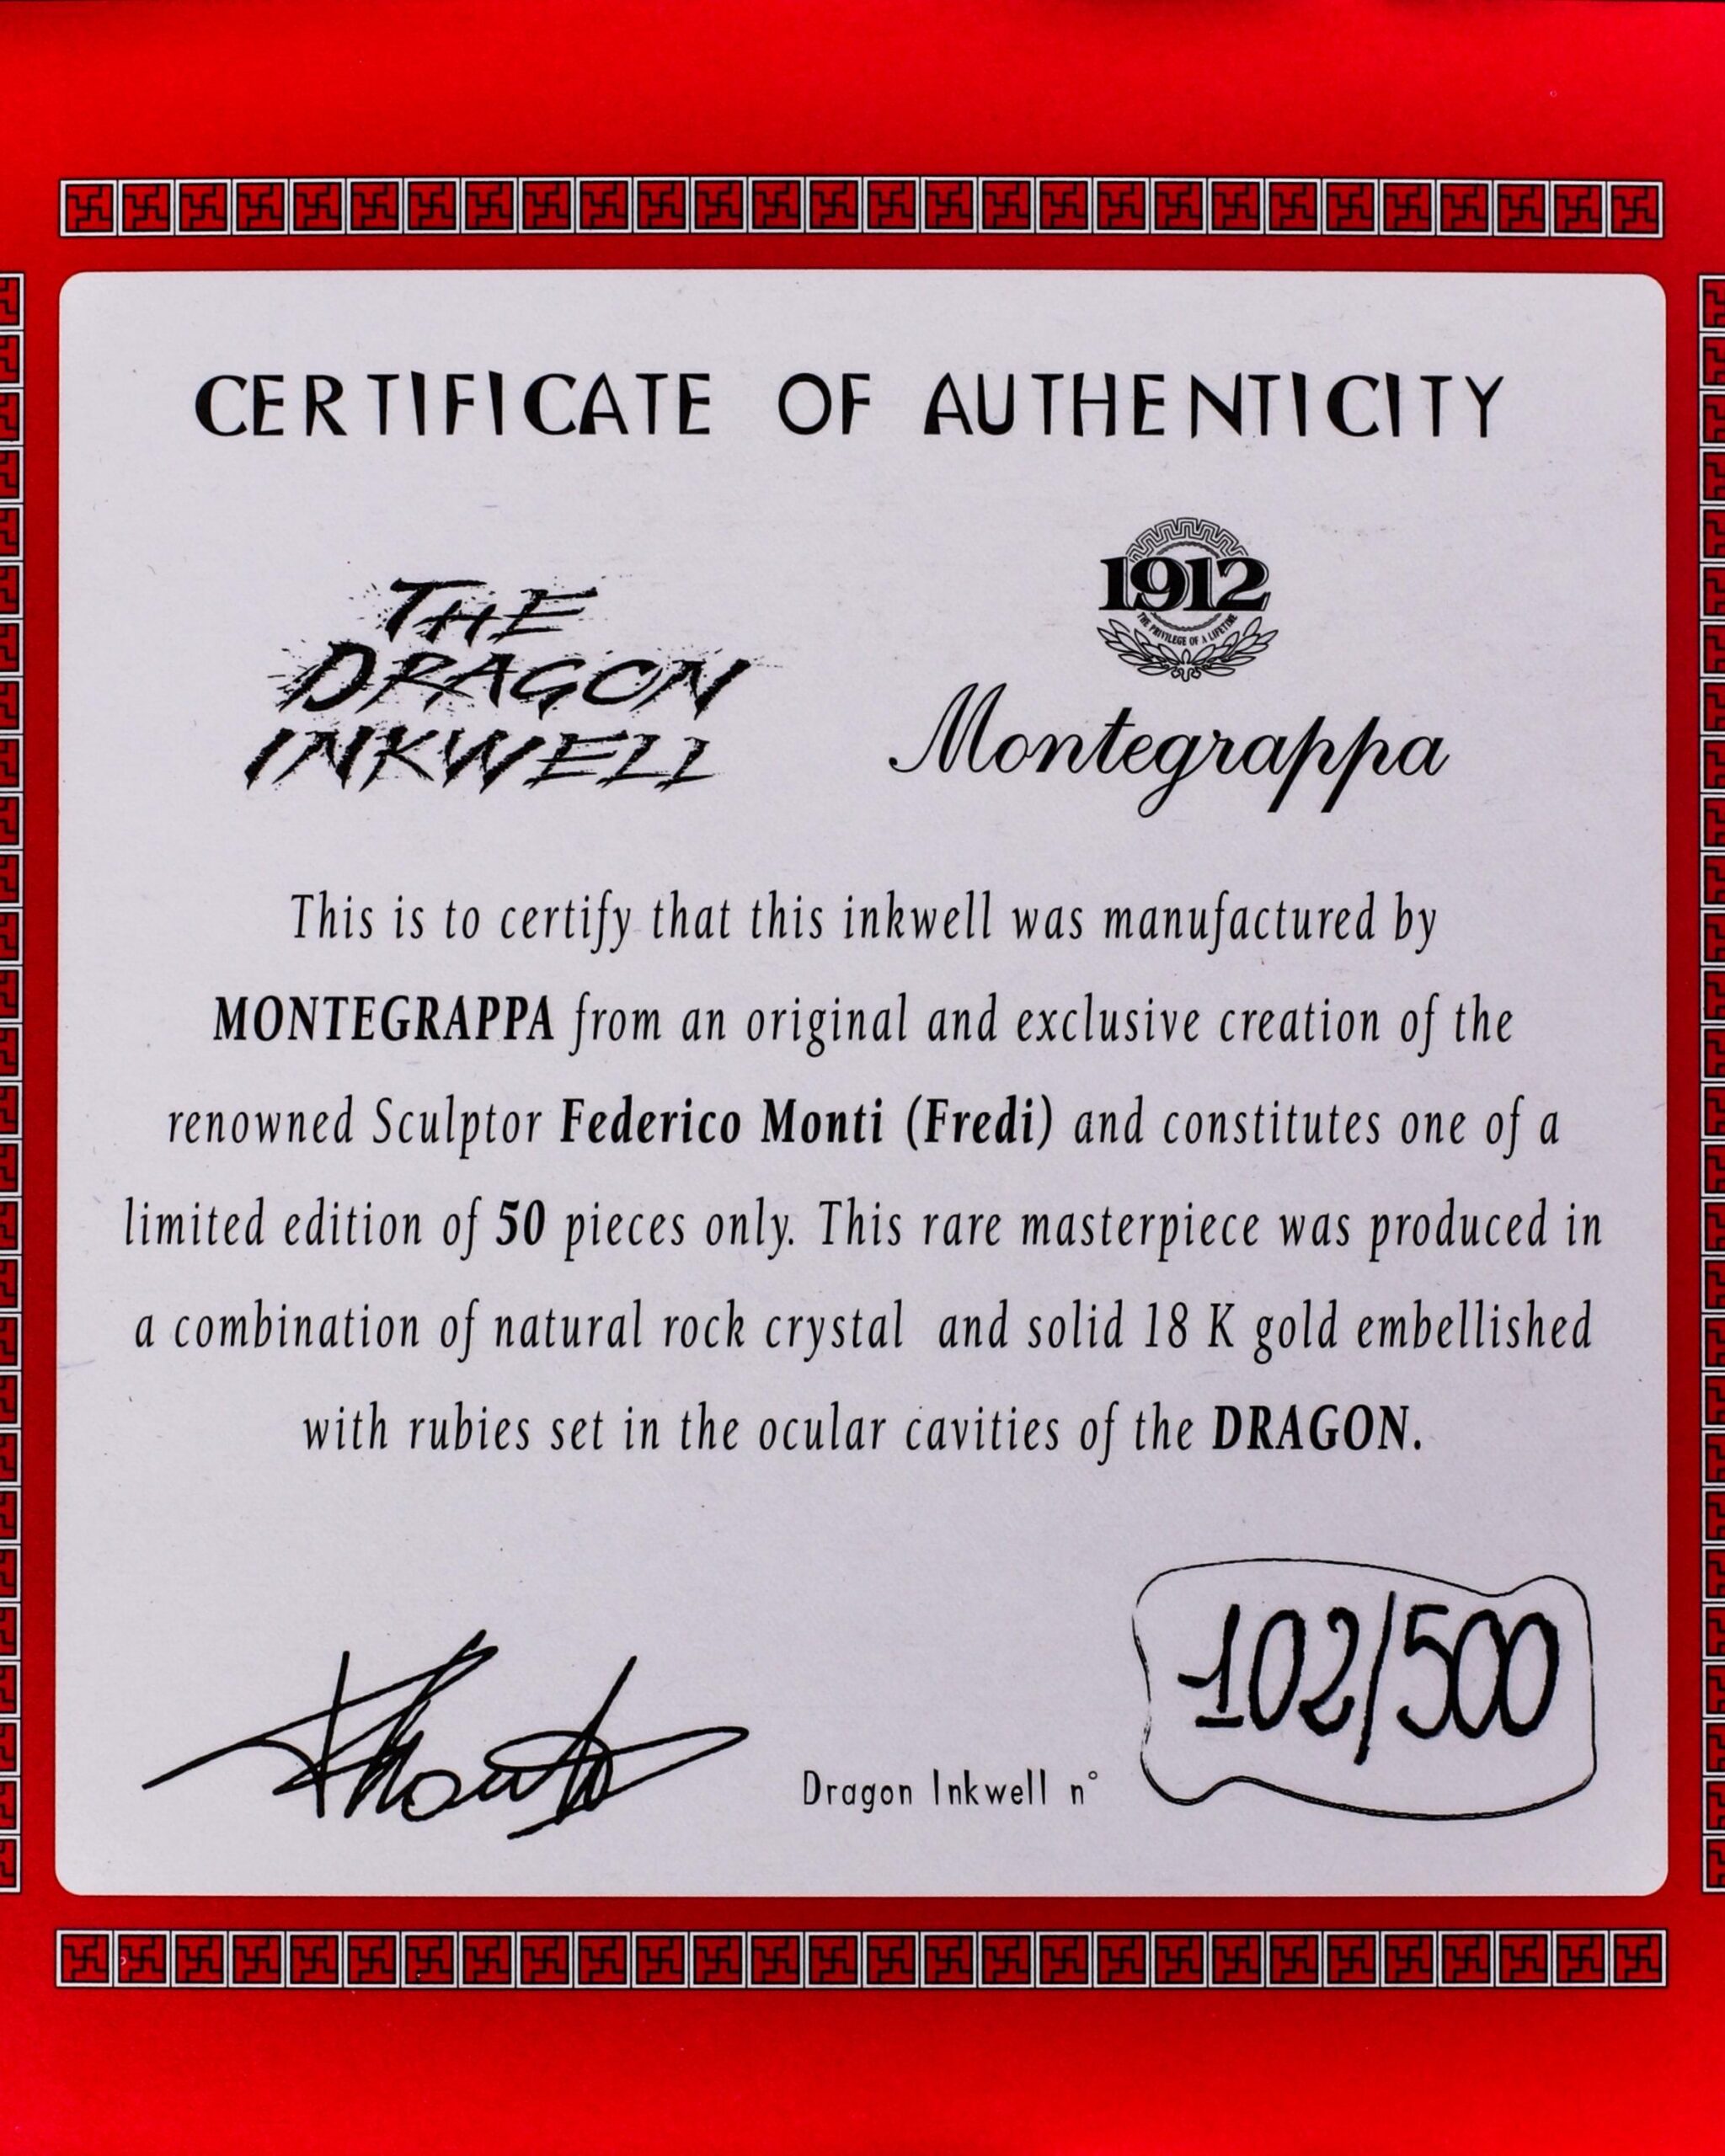 CERTIFICATE OF AUTHENTICITY
THE
DRAGON
INKWELL
1912
THE PRIVILEGE OF A LIFETIME
Montegrappa
This is to certify that this inkwell was manufactured by
MONTEGRAPPA from an original and exclusive creation of the
renowned Sculptor Federico Monti (Fredi) and constitutes one of a
limited edition of 50 pieces only. This rare masterpiece was produced in
a combination of natural rock crystal and solid 18 K gold embellished
with rubies set in the ocular cavities of the DRAGON.
Dragon Inkwell n° 102/500